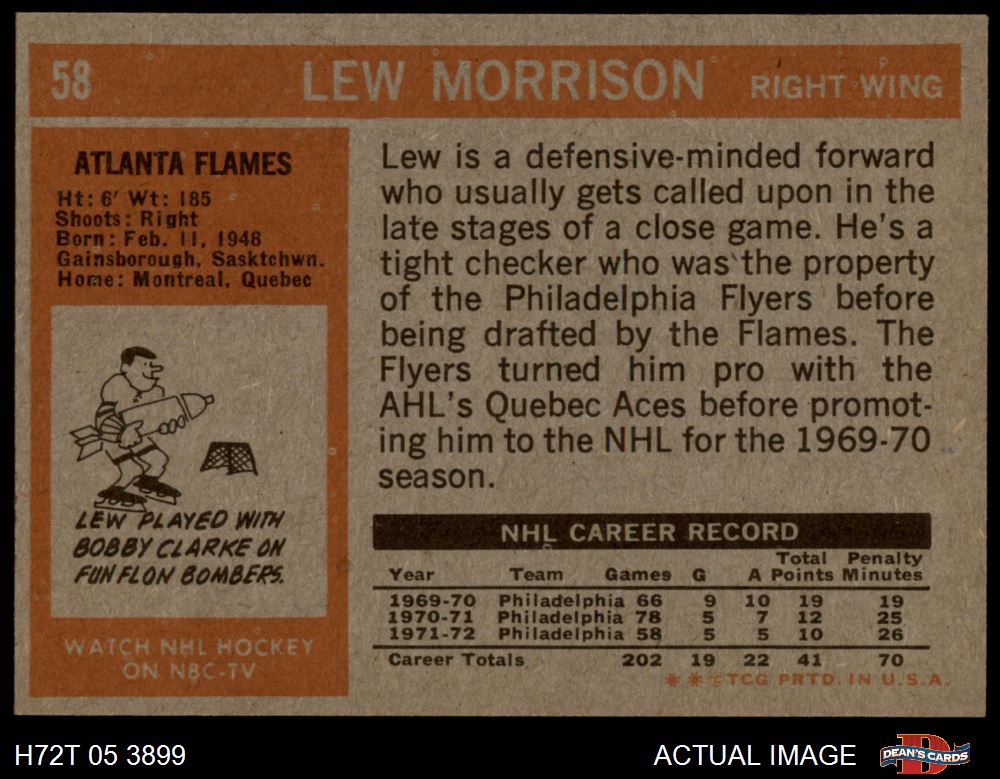 58 LEW MORRISON RIGHT WING
ATLANTA FLAMES
Ht: 6' Wt: 185
Shoots: Right
Born: Feb. 11, 1948
Gainsborough, Sasktchwn.
Home: Montreal, Quebec
LEW PLAYED WITH
BOBBY CLARKE ON
FUN FLON BOMBERS.
WATCH NHL HOCKEY
ON NBC-TV
Lew is a defensive-minded forward
who usually gets called upon in the
late stages of a close game. He's a
tight checker who was the property
of the Philadelphia Flyers before
being drafted by the Flames. The
Flyers turned him pro with the
AHL's Quebec Aces before promot-
ing him to the NHL for the 1969-70
season.
NHL CAREER RECORD
Total Penalty
Year Team Games G A Points Minutes
1969-70 Philadelphia 66 9 10 19 19
1970-71 Philadelphia 78 5 7 12 25
1971-72 Philadelphia 58 5 5 10 26
Career Totals 202 19 22 41 70
* * ©TCG PRTD. IN U.S.A.
H72T 05 3899 ACTUAL IMAGE DEAN'S CARDS